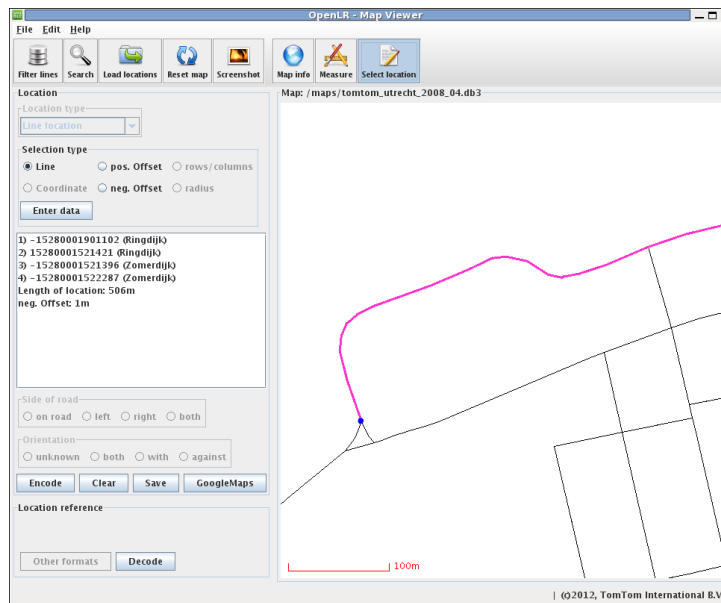 OpenLR - Map Viewer
File Edit Help
Filter lines Search Load locations Reset map Screenshot Map info Measure Select location
Location
Location type
Line location
Selection type
Line pos. Offset rows/columns
Coordinate neg. Offset radius
Enter data
1) -15280001901102 (Ringdijk)
2) 15280001521421 (Ringdijk)
3) -15280001521396 (Zomerdijk)
4) -15280001522287 (Zomerdijk)
Length of location: 506m
neg. Offset: 1m
Side of road
on road left right both
Orientation
unknown both with against
Encode Clear Save GoogleMaps
Location reference
Other formats Decode
Map: /maps/tomtom_utrecht_2008_04.db3
100m
| (c)2012, TomTom International B.V